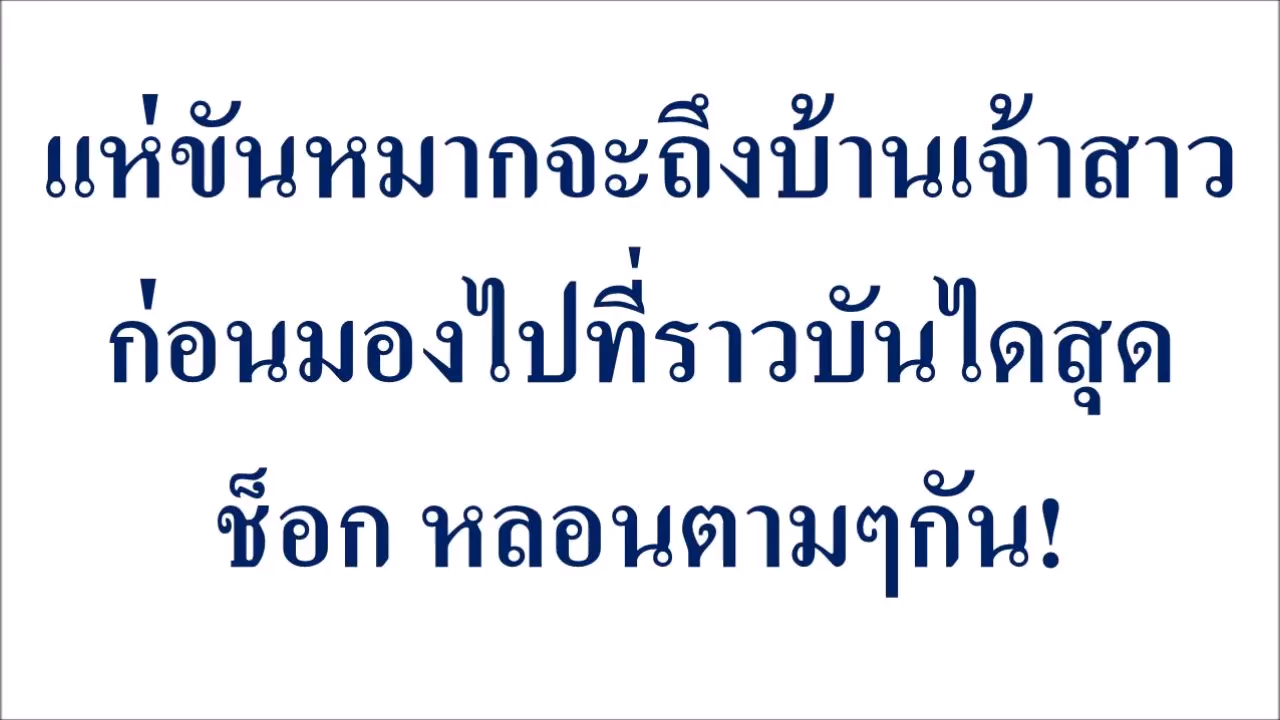 แห่ขันหมากจะถึงบ้านเจ้าสาว
ก่อนมองไปที่ราวบันไดสุด
ช็อก หลอนตามๆกัน!